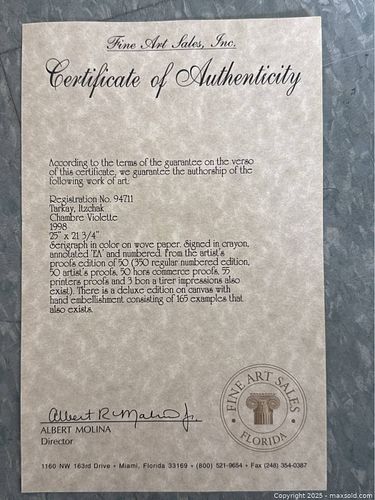 Fine Art Sales, Inc.
Certificate of Authenticity
According to the terms of the guarantee on the verso
of this certificate, we guarantee the authorship of the
following work of art:
Registration No. 94711
Tarkay, Itzchak
Chambre Violette
1998
25" x 21 3/4"
Serigraph in color on wove paper. Signed in crayon,
annotated 'EA' and numbered. From the artist's
proofs edition of 50 (350 regular numbered edition,
50 artist's proofs, 50 hors commerce proofs, 55
printers proofs and 3 bon a tirer impressions also
exist). There is a deluxe edition on canvas with
hand embellishment consisting of 165 examples that
also exists.
Albert R Molina Jr.
ALBERT MOLINA
Director
FINE ART SALES
FLORIDA
1160 NW 163rd Drive • Miami, Florida 33169 • (800) 521-9654 • Fax (248) 354-0387
Copyright 2025 - maxsold.com